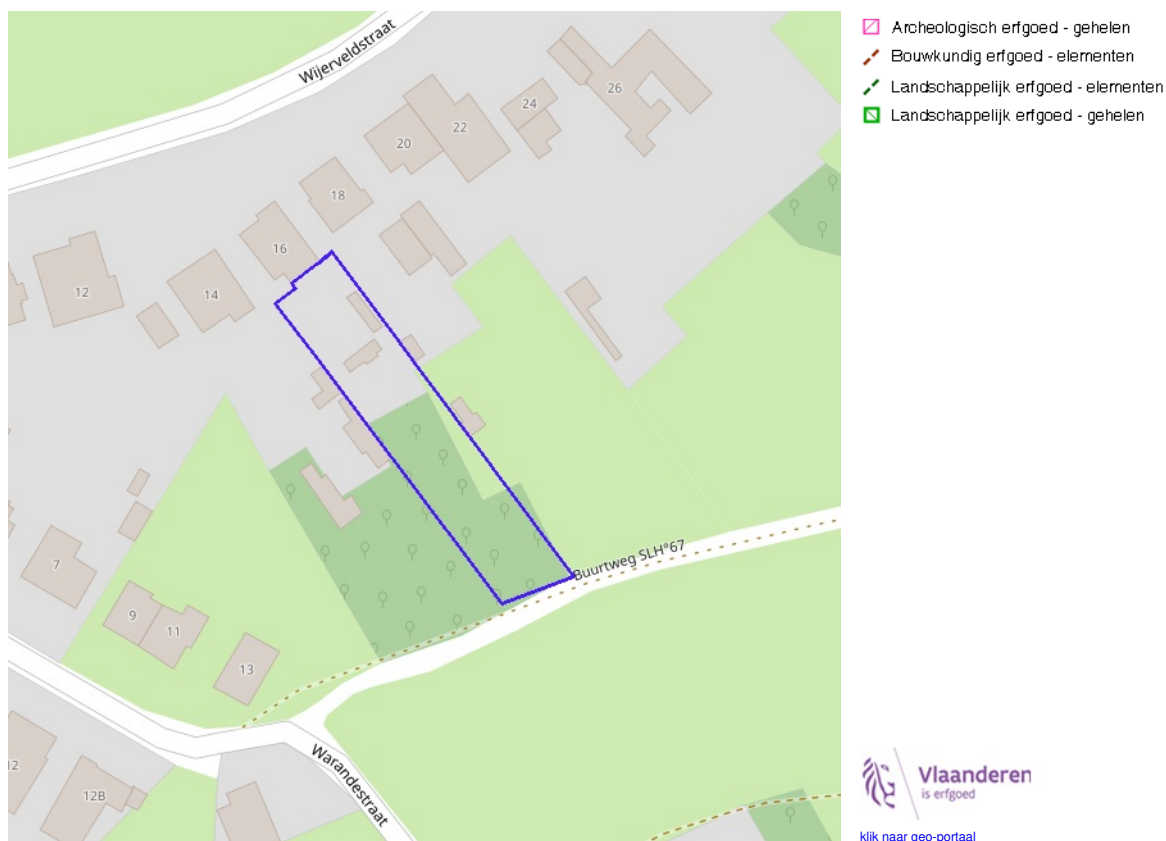 Wijerveldstraat
26
24
22
20
18
16
14
12
7
9
11
13
Buurtweg SLH°67
12
12B
Warandestraat
Archeologisch erfgoed - gehelen
Bouwkundig erfgoed - elementen
Landschappelijk erfgoed - elementen
Landschappelijk erfgoed - gehelen
Vlaanderen
is erfgoed
klik naar geo-portaal